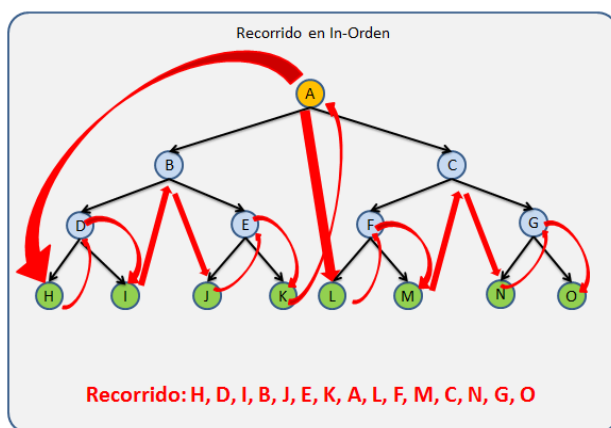 Recorrido en In-Orden
A
B
C
D
E
F
G
H
I
J
K
L
M
N
O
Recorrido: H, D, I, B, J, E, K, A, L, F, M, C, N, G, O